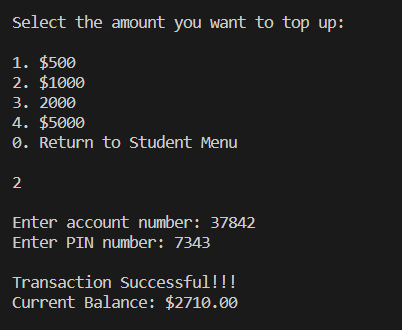 Select the amount you want to top up:
1. $500
2. $1000
3. 2000
4. $5000
0. Return to Student Menu
2
Enter account number: 37842
Enter PIN number: 7343
Transaction Successful!!!
Current Balance: $2710.00